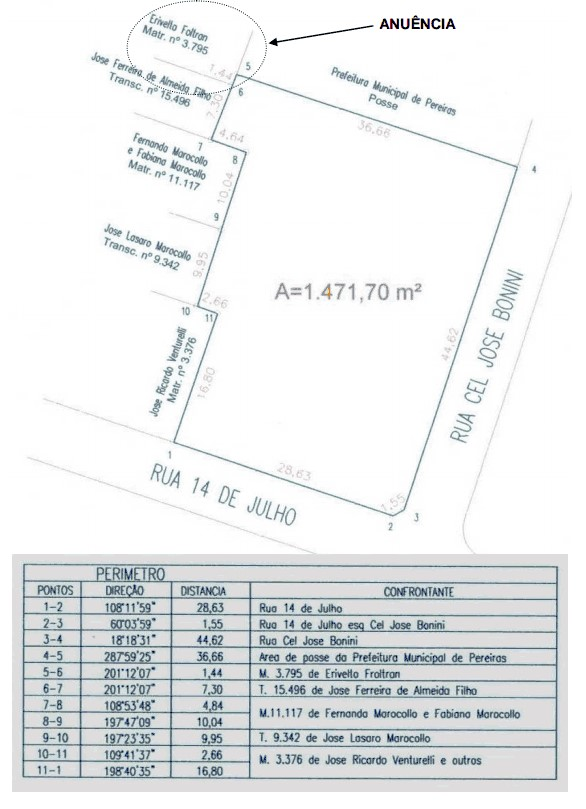 ANUÊNCIA
Erivelto Foltran
Matr. nº 3.795
Jose Ferreira de Almeida Filho
Transc. nº 15.496
1,44
5
6
7,30
Prefeitura Municipal de Pereiras
Posse
36,66
4
7
4,64
8
Fernanda Marocollo
e Fabiana Marocollo
Matr. nº 11.117
10,04
9
Jose Lasaro Marocollo
Transc. nº 9.342
9,95
A=1.471,70 m²
2,66
10
11
Jose Ricardo Venturelli
Matr. nº 3.376
16,80
44,62
RUA CEL JOSE BONINI
1
28,63
RUA 14 DE JULHO
1,55
2
3
PERIMETRO
PONTOS DIREÇÃO DISTANCIA CONFRONTANTE
1-2 108°11'59" 28,63 Rua 14 de Julho
2-3 60°03'59" 1,55 Rua 14 de Julho esq Cel Jose Bonini
3-4 18°18'31" 44,62 Rua Cel Jose Bonini
4-5 287°59'25" 36,66 Area de posse da Prefeitura Municipal de Pereiras
5-6 201°12'07" 1,44 M. 3.795 de Erivelto Froltran
6-7 201°12'07" 7,30 T. 15.496 de Jose Ferreira de Almeida Filho
7-8 108°53'48" 4,84 M.11,117 de Fernanda Marocollo e Fabiana Marocollo
8-9 197°47'09" 10,04
9-10 197°23'35" 9,95 T. 9.342 de Jose Lasaro Marocollo
10-11 109°41'37" 2,66 M. 3.376 de Jose Ricardo Venturelli e outros
11-1 198°40'35" 16,80